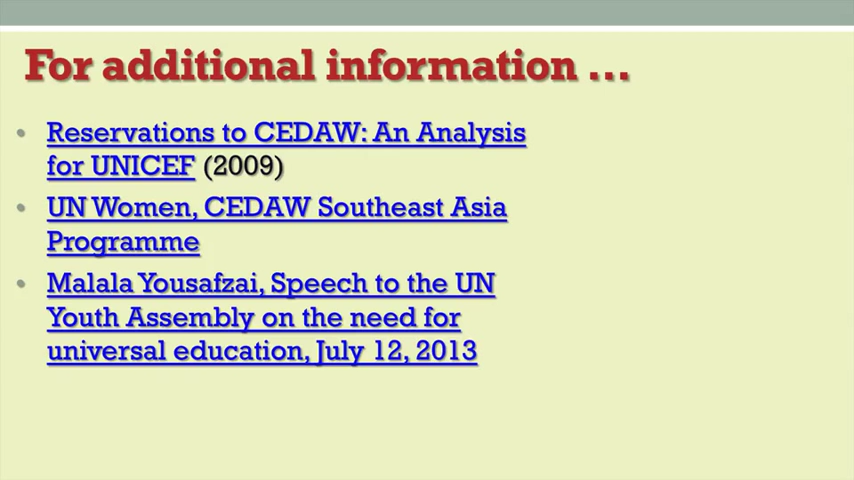 For additional information ...
• Reservations to CEDAW: An Analysis
for UNICEF (2009)
• UN Women, CEDAW Southeast Asia
Programme
• Malala Yousafzai, Speech to the UN
Youth Assembly on the need for
universal education, July 12, 2013